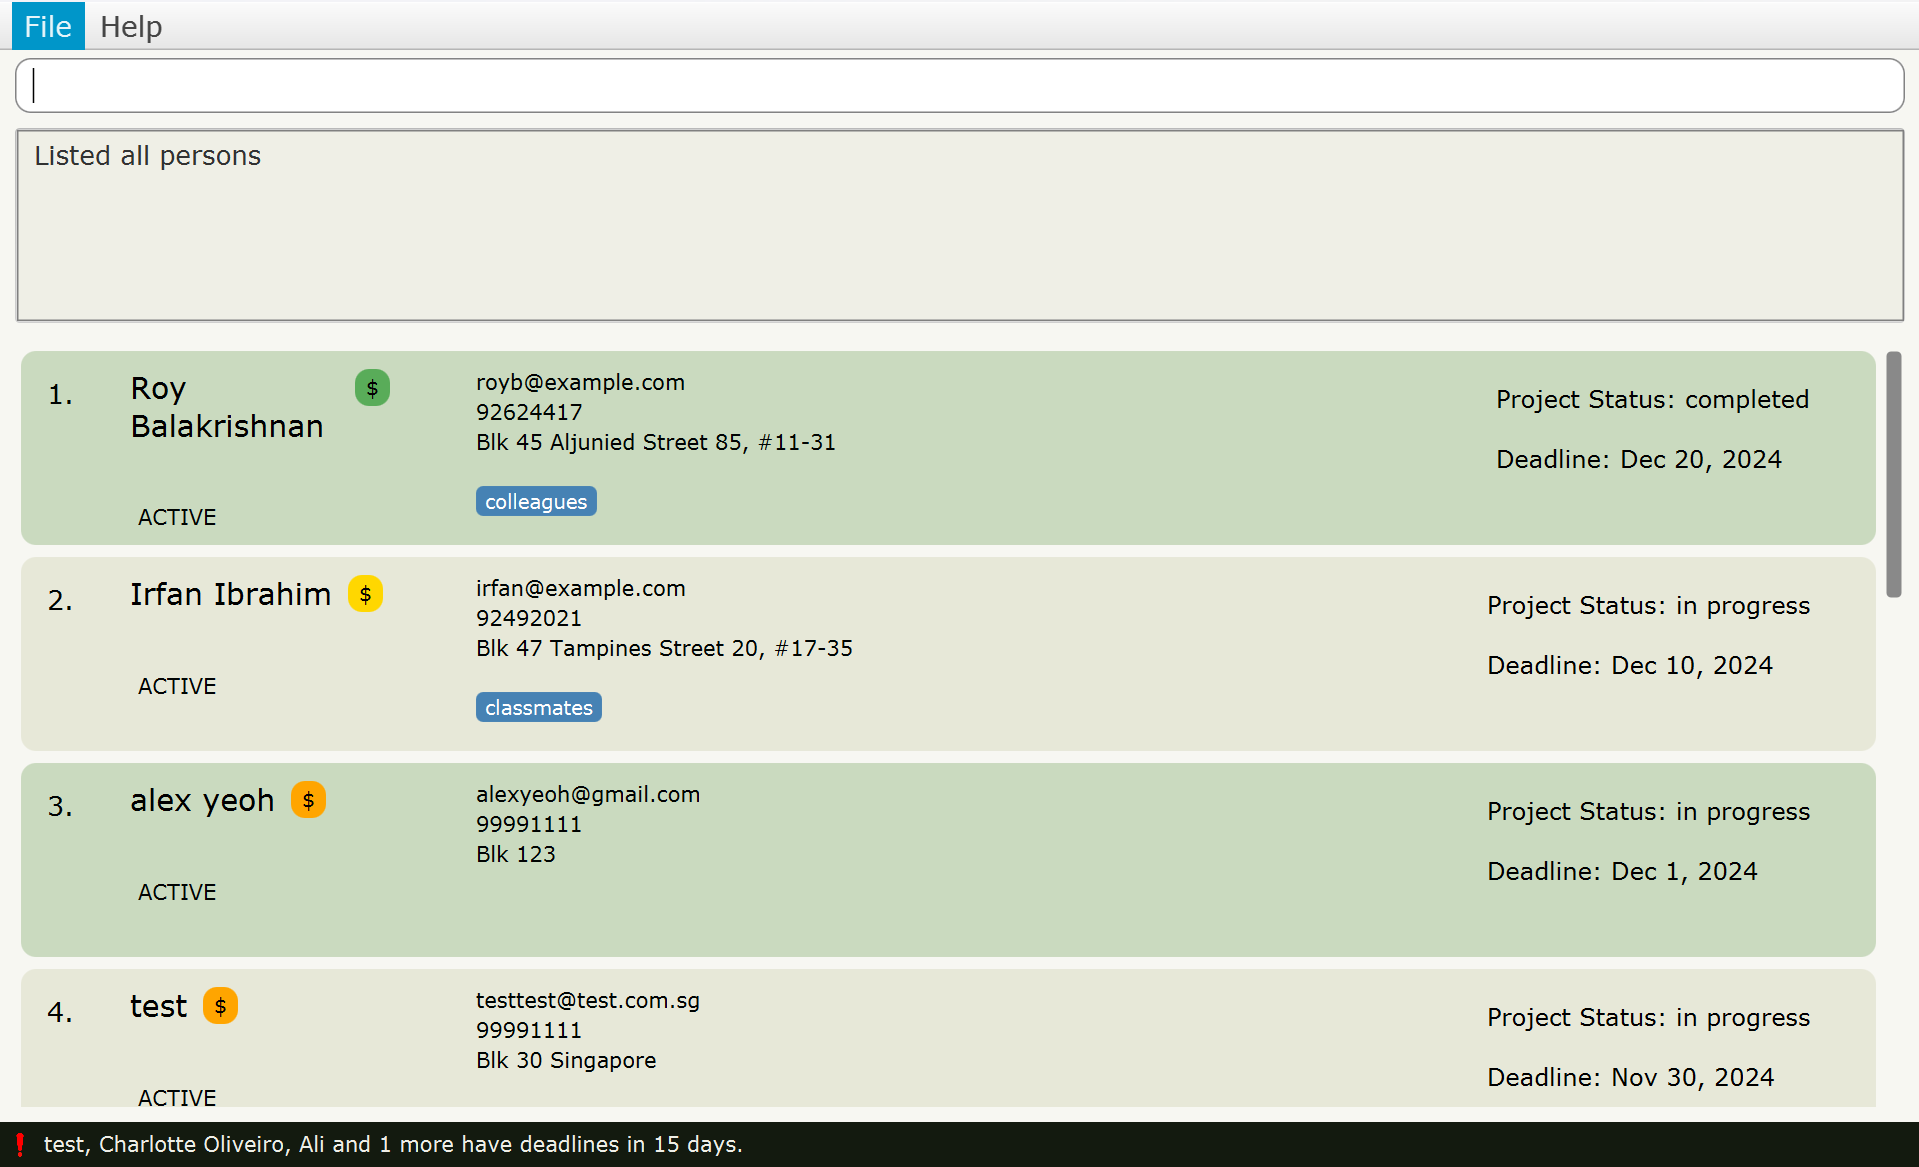 File Help
Listed all persons
1.
Roy
Balakrishnan
$
ACTIVE
royb@example.com
92624417
Blk 45 Aljunied Street 85, #11-31
colleagues
Project Status: completed
Deadline: Dec 20, 2024
2.
Irfan Ibrahim $
ACTIVE
irfan@example.com
92492021
Blk 47 Tampines Street 20, #17-35
classmates
Project Status: in progress
Deadline: Dec 10, 2024
3.
alex yeoh $
ACTIVE
alexyeoh@gmail.com
99991111
Blk 123
Project Status: in progress
Deadline: Dec 1, 2024
4.
test $
ACTIVE
testtest@test.com.sg
99991111
Blk 30 Singapore
Project Status: in progress
Deadline: Nov 30, 2024
! test, Charlotte Oliveiro, Ali and 1 more have deadlines in 15 days.